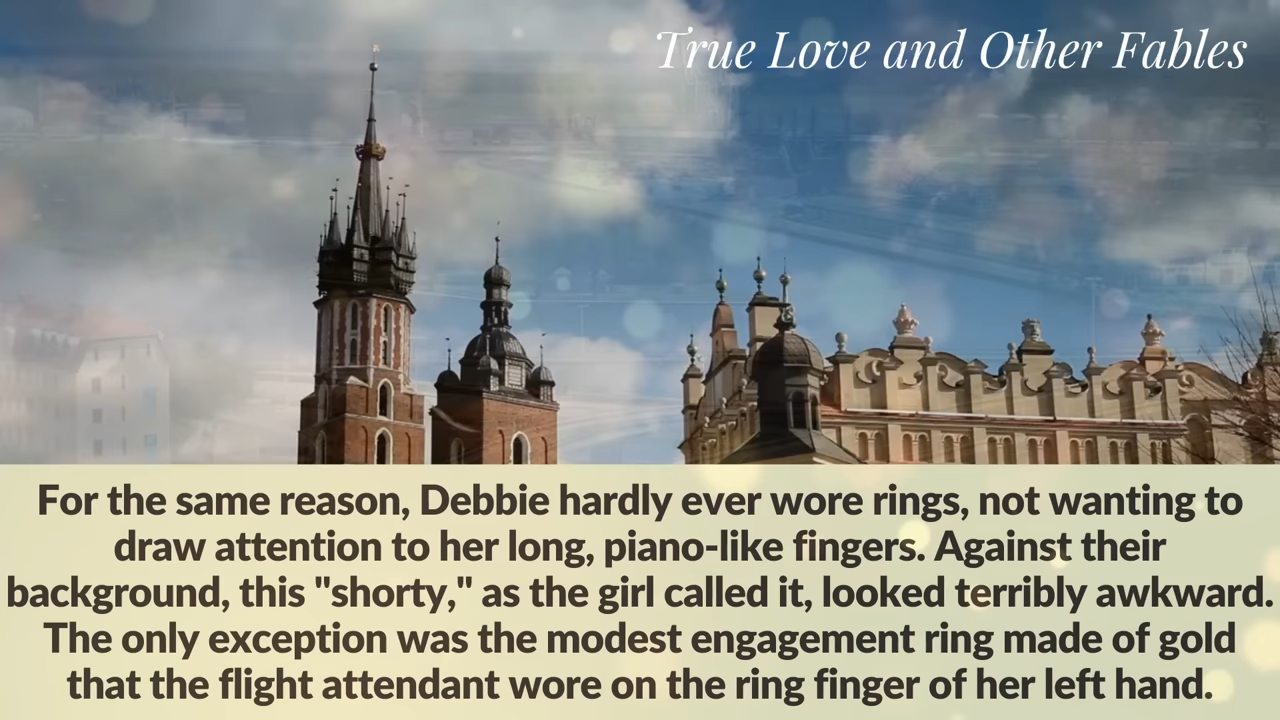 True Love and Other Fables
For the same reason, Debbie hardly ever wore rings, not wanting to
draw attention to her long, piano-like fingers. Against their
background, this "shorty," as the girl called it, looked terribly awkward.
The only exception was the modest engagement ring made of gold
that the flight attendant wore on the ring finger of her left hand.